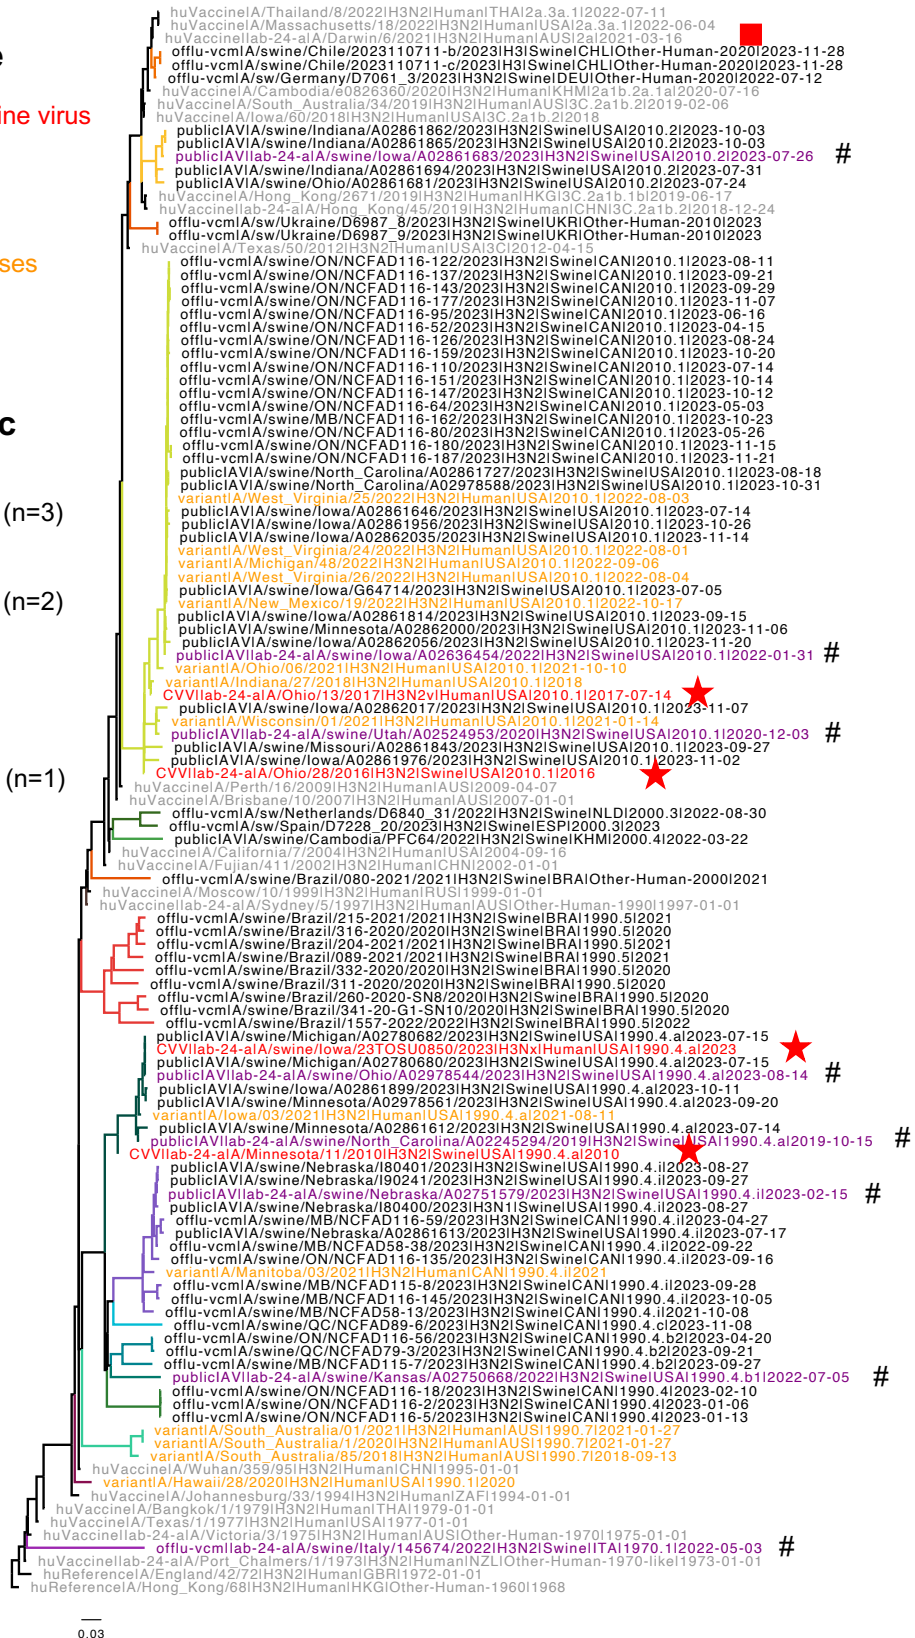 huVaccine|A/Thailand/8/2022|H3N2|Human|THA|2a.3a.1|2022-07-11
huVaccine|A/Massachusetts/18/2022|H3N2|Human|USA|2a.3a.1|2022-06-04
huVaccine|lab-24-a|A/Darwin/6/2021|H3N2|Human|AUS|2a|2021-03-16
e
offlu-vcm|A/swine/Chile/2023110711-b/2023|H3|Swine|CHL|Other-Human-2020|2023-11-28
offlu-vcm|A/swine/Chile/2023110711-c/2023|H3|Swine|CHL|Other-Human-2020|2023-11-28
offlu-vcm|A/sw/Germany/D7061_3/2022|H3N2|Swine|DEU|Other-Human-2020|2022-07-12
huVaccine|A/Cambodia/e0826360/2020|H3N2|Human|KHM|2a1b.2a.1a|2020-07-16
huVaccine|A/South_Australia/34/2019|H3N2|Human|AUS|3C.2a1b.2|2019-02-06
ine virus
huVaccine|A/Iowa/60/2018|H3N2|Human|USA|3C.2a1b.2|2018
publicIAV|A/swine/Indiana/A02861862/2023|H3N2|Swine|USA|2010.2|2023-10-03
publicIAV|A/swine/Indiana/A02861865/2023|H3N2|Swine|USA|2010.2|2023-10-03
publicIAV|lab-24-a|A/swine/Iowa/A02861683/2023|H3N2|Swine|USA|2010.2|2023-07-26 #
publicIAV|A/swine/Indiana/A02861694/2023|H3N2|Swine|USA|2010.2|2023-07-31
publicIAV|A/swine/Ohio/A02861681/2023|H3N2|Swine|USA|2010.2|2023-07-24
huVaccine|A/Hong_Kong/2671/2019|H3N2|Human|HKG|3C.2a1b.1b|2019-06-17
huVaccine|lab-24-a|A/Hong_Kong/45/2019|H3N2|Human|CHN|3C.2a1b.2|2018-12-24
offlu-vcm|A/sw/Ukraine/D6987_8/2023|H3N2|Swine|UKR|Other-Human-2010|2023
offlu-vcm|A/sw/Ukraine/D6987_9/2023|H3N2|Swine|UKR|Other-Human-2010|2023
huVaccine|A/Texas/50/2012|H3N2|Human|USA|3C|2012-04-15
ses
offlu-vcm|A/swine/ON/NCFAD116-122/2023|H3N2|Swine|CAN|2010.1|2023-08-11
offlu-vcm|A/swine/ON/NCFAD116-137/2023|H3N2|Swine|CAN|2010.1|2023-09-21
offlu-vcm|A/swine/ON/NCFAD116-143/2023|H3N2|Swine|CAN|2010.1|2023-09-29
offlu-vcm|A/swine/ON/NCFAD116-177/2023|H3N2|Swine|CAN|2010.1|2023-11-07
offlu-vcm|A/swine/ON/NCFAD116-95/2023|H3N2|Swine|CAN|2010.1|2023-06-16
offlu-vcm|A/swine/ON/NCFAD116-52/2023|H3N2|Swine|CAN|2010.1|2023-04-15
offlu-vcm|A/swine/ON/NCFAD116-126/2023|H3N2|Swine|CAN|2010.1|2023-08-24
offlu-vcm|A/swine/ON/NCFAD116-159/2023|H3N2|Swine|CAN|2010.1|2023-10-20
offlu-vcm|A/swine/ON/NCFAD116-110/2023|H3N2|Swine|CAN|2010.1|2023-07-14
offlu-vcm|A/swine/ON/NCFAD116-151/2023|H3N2|Swine|CAN|2010.1|2023-10-14
offlu-vcm|A/swine/ON/NCFAD116-147/2023|H3N2|Swine|CAN|2010.1|2023-10-12
offlu-vcm|A/swine/ON/NCFAD116-64/2023|H3N2|Swine|CAN|2010.1|2023-05-03
offlu-vcm|A/swine/MB/NCFAD116-162/2023|H3N2|Swine|CAN|2010.1|2023-10-23
c
offlu-vcm|A/swine/ON/NCFAD116-80/2023|H3N2|Swine|CAN|2010.1|2023-05-26
offlu-vcm|A/swine/ON/NCFAD116-180/2023|H3N2|Swine|CAN|2010.1|2023-11-15
offlu-vcm|A/swine/ON/NCFAD116-187/2023|H3N2|Swine|CAN|2010.1|2023-11-21
publicIAV|A/swine/North_Carolina/A02861727/2023|H3N2|Swine|USA|2010.1|2023-08-18
publicIAV|A/swine/North_Carolina/A02978588/2023|H3N2|Swine|USA|2010.1|2023-10-31
variant|A/West_Virginia/25/2022|H3N2|Human|USA|2010.1|2022-08-03
(n=3)
publicIAV|A/swine/Iowa/A02861646/2023|H3N2|Swine|USA|2010.1|2023-07-14
publicIAV|A/swine/Iowa/A02861956/2023|H3N2|Swine|USA|2010.1|2023-10-26
publicIAV|A/swine/Iowa/A02862035/2023|H3N2|Swine|USA|2010.1|2023-11-14
variant|A/West_Virginia/24/2022|H3N2|Human|USA|2010.1|2022-08-01
variant|A/Michigan/48/2022|H3N2|Human|USA|2010.1|2022-09-06
variant|A/West_Virginia/26/2022|H3N2|Human|USA|2010.1|2022-08-04
publicIAV|A/swine/Iowa/G64714/2023|H3N2|Swine|USA|2010.1|2023-07-05
(n=2)
variant|A/New_Mexico/19/2022|H3N2|Human|USA|2010.1|2022-10-17
publicIAV|A/swine/Iowa/A02861814/2023|H3N2|Swine|USA|2010.1|2023-09-15
publicIAV|A/swine/Minnesota/A02862000/2023|H3N2|Swine|USA|2010.1|2023-11-06
publicIAV|A/swine/Iowa/A02862056/2023|H3N2|Swine|USA|2010.1|2023-11-20
publicIAV|lab-24-a|A/swine/Iowa/A02636454/2022|H3N2|Swine|USA|2010.1|2022-01-31 #
variant|A/Ohio/06/2021|H3N2|Human|USA|2010.1|2021-10-10
variant|A/Indiana/27/2018|H3N2|Human|USA|2010.1|2018
CVV|lab-24-a|A/Ohio/13/2017|H3N2v|Human|USA|2010.1|2017-07-14
publicIAV|A/swine/Iowa/A02862017/2023|H3N2|Swine|USA|2010.1|2023-11-07
variant|A/Wisconsin/01/2021|H3N2|Human|USA|2010.1|2021-01-14
publicIAV|lab-24-a|A/swine/Utah/A02524953/2020|H3N2|Swine|USA|2010.1|2020-12-03 #
publicIAV|A/swine/Missouri/A02861843/2023|H3N2|Swine|USA|2010.1|2023-09-27
publicIAV|A/swine/Iowa/A02861976/2023|H3N2|Swine|USA|2010.1|2023-11-02
CVV|lab-24-a|A/Ohio/28/2016|H3N2|Swine|USA|2010.1|2016
(n=1)
huVaccine|A/Perth/16/2009|H3N2|Human|AUS|2009-04-07
huVaccine|A/Brisbane/10/2007|H3N2|Human|AUS|2007-01-01
offlu-vcm|A/sw/Netherlands/D6840_31/2022|H3N2|Swine|NLD|2000.3|2022-08-30
offlu-vcm|A/sw/Spain/D7228_20/2023|H3N2|Swine|ESP|2000.3|2023
publicIAV|A/swine/Cambodia/PFC64/2022|H3N2|Swine|KHM|2000.4|2022-03-22
huVaccine|A/California/7/2004|H3N2|Human|USA|2004-09-16
huVaccine|A/Fujian/411/2002|H3N2|Human|CHN|2002-01-01
offlu-vcm|A/swine/Brazil/080-2021/2021|H3N2|Swine|BRA|Other-Human-2000|2021
huVaccine|A/Moscow/10/1999|H3N2|Human|RUS|1999-01-01
huVaccine|lab-24-a|A/Sydney/5/1997|H3N2|Human|AUS|Other-Human-1990|1997-01-01
offlu-vcm|A/swine/Brazil/215-2021/2021|H3N2|Swine|BRA|1990.5|2021
offlu-vcm|A/swine/Brazil/316-2020/2020|H3N2|Swine|BRA|1990.5|2020
offlu-vcm|A/swine/Brazil/204-2021/2021|H3N2|Swine|BRA|1990.5|2021
offlu-vcm|A/swine/Brazil/089-2021/2021|H3N2|Swine|BRA|1990.5|2021
offlu-vcm|A/swine/Brazil/332-2020/2020|H3N2|Swine|BRA|1990.5|2020
offlu-vcm|A/swine/Brazil/311-2020/2020|H3N2|Swine|BRA|1990.5|2020
offlu-vcm|A/swine/Brazil/260-2020-SN8/2020|H3N2|Swine|BRA|1990.5|2020
offlu-vcm|A/swine/Brazil/341-20-G1-SN10/2020|H3N2|Swine|BRA|1990.5|2020
offlu-vcm|A/swine/Brazil/1557-2022/2022|H3N2|Swine|BRA|1990.5|2022
publicIAV|A/swine/Michigan/A02780682/2023|H3N2|Swine|USA|1990.4.a|2023-07-15
CVV|lab-24-a|A/swine/Iowa/23TOSU0850/2023|H3Nx|Human|USA|1990.4.a|2023
publicIAV|A/swine/Michigan/A02780680/2023|H3N2|Swine|USA|1990.4.a|2023-07-15
publicIAV|lab-24-a|A/swine/Ohio/A02978544/2023|H3N2|Swine|USA|1990.4.a|2023-08-14 #
publicIAV|A/swine/Iowa/A02861899/2023|H3N2|Swine|USA|1990.4.a|2023-10-11
publicIAV|A/swine/Minnesota/A02978561/2023|H3N2|Swine|USA|1990.4.a|2023-09-20
variant|A/Iowa/03/2021|H3N2|Human|USA|1990.4.a|2021-08-11
publicIAV|A/swine/Minnesota/A02861612/2023|H3N2|Swine|USA|1990.4.a|2023-07-14
publicIAV|lab-24-a|A/swine/North_Carolina/A02245294/2019|H3N2|Swine|USA|1990.4.a|2019-10-15 #
CVV|lab-24-a|A/Minnesota/11/2010|H3N2|Swine|USA|1990.4.a|2010
publicIAV|A/swine/Nebraska/I80401/2023|H3N2|Swine|USA|1990.4.i|2023-08-27
publicIAV|A/swine/Nebraska/I90241/2023|H3N2|Swine|USA|1990.4.i|2023-09-27
publicIAV|lab-24-a|A/swine/Nebraska/A02751579/2023|H3N2|Swine|USA|1990.4.i|2023-02-15 #
publicIAV|A/swine/Nebraska/I80400/2023|H3N1|Swine|USA|1990.4.i|2023-08-27
offlu-vcm|A/swine/MB/NCFAD116-59/2023|H3N2|Swine|CAN|1990.4.i|2023-04-27
publicIAV|A/swine/Nebraska/A02861613/2023|H3N2|Swine|USA|1990.4.i|2023-07-17
offlu-vcm|A/swine/MB/NCFAD58-38/2022|H3N2|Swine|CAN|1990.4.i|2022-09-22
offlu-vcm|A/swine/ON/NCFAD116-135/2023|H3N2|Swine|CAN|1990.4.i|2023-09-16
variant|A/Manitoba/03/2021|H3N2|Human|CAN|1990.4.i|2021
offlu-vcm|A/swine/MB/NCFAD115-8/2023|H3N2|Swine|CAN|1990.4.i|2023-09-28
offlu-vcm|A/swine/MB/NCFAD116-145/2023|H3N2|Swine|CAN|1990.4.i|2023-10-05
offlu-vcm|A/swine/MB/NCFAD58-13/2023|H3N2|Swine|CAN|1990.4.i|2021-10-08
offlu-vcm|A/swine/QC/NCFAD89-6/2023|H3N2|Swine|CAN|1990.4.c|2023-11-08
offlu-vcm|A/swine/ON/NCFAD116-56/2023|H3N2|Swine|CAN|1990.4.b2|2023-04-20
offlu-vcm|A/swine/QC/NCFAD79-3/2023|H3N2|Swine|CAN|1990.4.b2|2023-09-21
offlu-vcm|A/swine/MB/NCFAD115-7/2023|H3N2|Swine|CAN|1990.4.b2|2023-09-27
publicIAV|lab-24-a|A/swine/Kansas/A02750668/2022|H3N2|Swine|USA|1990.4.b1|2022-07-05 #
offlu-vcm|A/swine/ON/NCFAD116-18/2023|H3N2|Swine|CAN|1990.4|2023-02-10
offlu-vcm|A/swine/ON/NCFAD116-2/2023|H3N2|Swine|CAN|1990.4|2023-01-06
offlu-vcm|A/swine/ON/NCFAD116-5/2023|H3N2|Swine|CAN|1990.4|2023-01-13
variant|A/South_Australia/01/2021|H3N2|Human|AUS|1990.7|2021-01-27
variant|A/South_Australia/1/2020|H3N2|Human|AUS|1990.7|2021-01-27
variant|A/South_Australia/85/2018|H3N2|Human|AUS|1990.7|2018-09-13
huVaccine|A/Wuhan/359/95|H3N2|Human|CHN|1995-01-01
variant|A/Hawaii/28/2020|H3N2|Human|USA|1990.1|2020
huVaccine|A/Johannesburg/33/1994|H3N2|Human|ZAF|1994-01-01
huVaccine|A/Bangkok/1/1979|H3N2|Human|THA|1979-01-01
huVaccine|A/Texas/1/1977|H3N2|Human|USA|1977-01-01
huVaccine|lab-24-a|A/Victoria/3/1975|H3N2|Human|AUS|Other-Human-1970|1975-01-01
offlu-vcm|lab-24-a|A/swine/Italy/145674/2022|H3N2|Swine|ITA|1970.1|2022-05-03 #
huVaccine|lab-24-a|A/Port_Chalmers/1/1973|H3N2|Human|NZL|Other-Human-1970-like|1973-01-01
huReference|A/England/42/72|H3N2|Human|GBR|1972-01-01
huReference|A/Hong_Kong/68|H3N2|Human|HKG|Other-Human-1960|1968
0.03